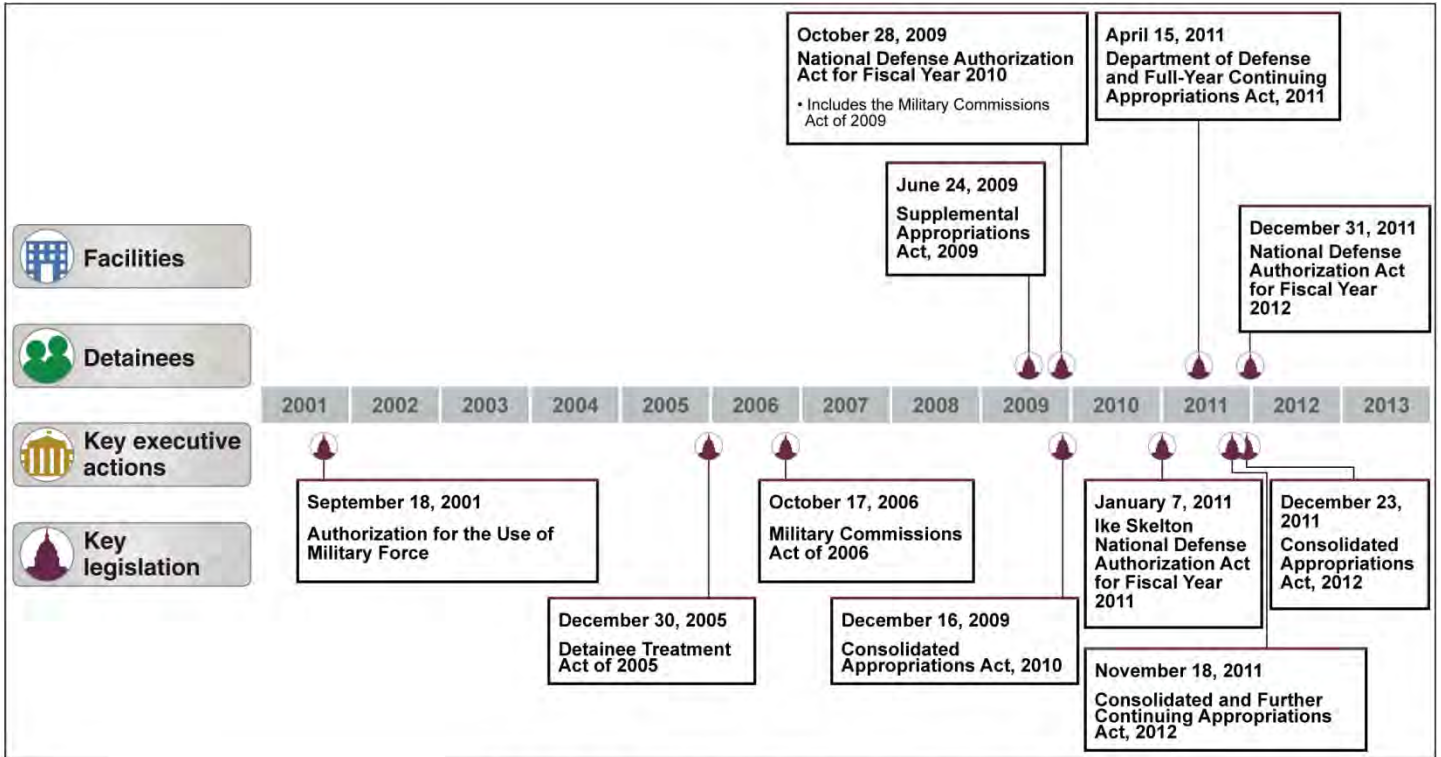 October 28, 2009
National Defense Authorization
Act for Fiscal Year 2010
• Includes the Military Commissions
Act of 2009
April 15, 2011
Department of Defense
and Full-Year Continuing
Appropriations Act, 2011
June 24, 2009
Supplemental
Appropriations
Act, 2009
December 31, 2011
National Defense
Authorization Act
for Fiscal Year
2012
Facilities
Detainees
Key executive
actions
Key
legislation
2001 2002 2003 2004 2005 2006 2007 2008 2009 2010 2011 2012 2013
September 18, 2001
Authorization for the Use of
Military Force
October 17, 2006
Military Commissions
Act of 2006
January 7, 2011
Ike Skelton
National Defense
Authorization Act
for Fiscal Year
2011
December 23,
2011
Consolidated
Appropriations
Act, 2012
December 30, 2005
Detainee Treatment
Act of 2005
December 16, 2009
Consolidated
Appropriations Act, 2010
November 18, 2011
Consolidated and Further
Continuing Appropriations
Act, 2012